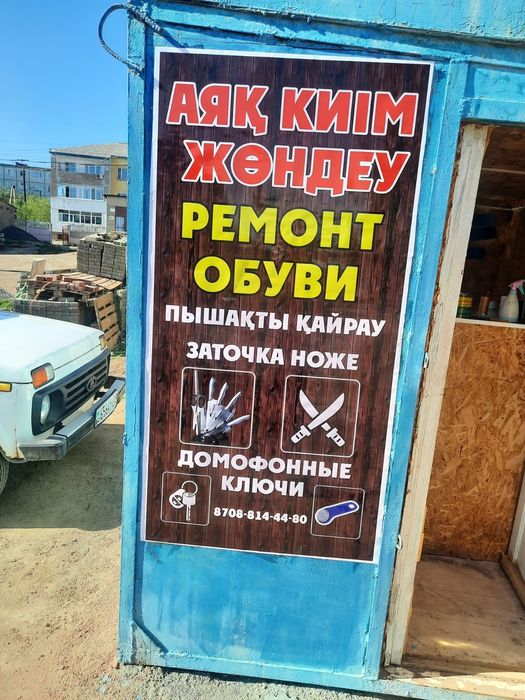 АЯҚ КИІМ
ЖӨНДЕУ
РЕМОНТ
ОБУВИ
ПЫШАҚТЫ ҚАЙРАУ
ЗАТОЧКА НОЖЕ
ДОМОФОННЫЕ
КЛЮЧИ
8708-814-44-80